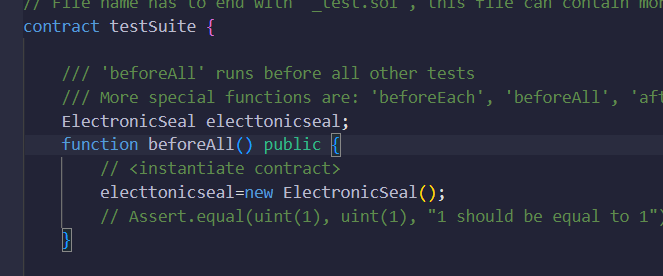 // File name has to end with '_test.sol', this file can contain mor
contract testSuite {
/// 'beforeAll' runs before all other tests
/// More special functions are: 'beforeEach', 'beforeAll', 'af
ElectronicSeal electtonicseal;
function beforeAll() public {
// <instantiate contract>
electtonicseal=new ElectronicSeal();
// Assert.equal(uint(1), uint(1), "1 should be equal to 1")
}